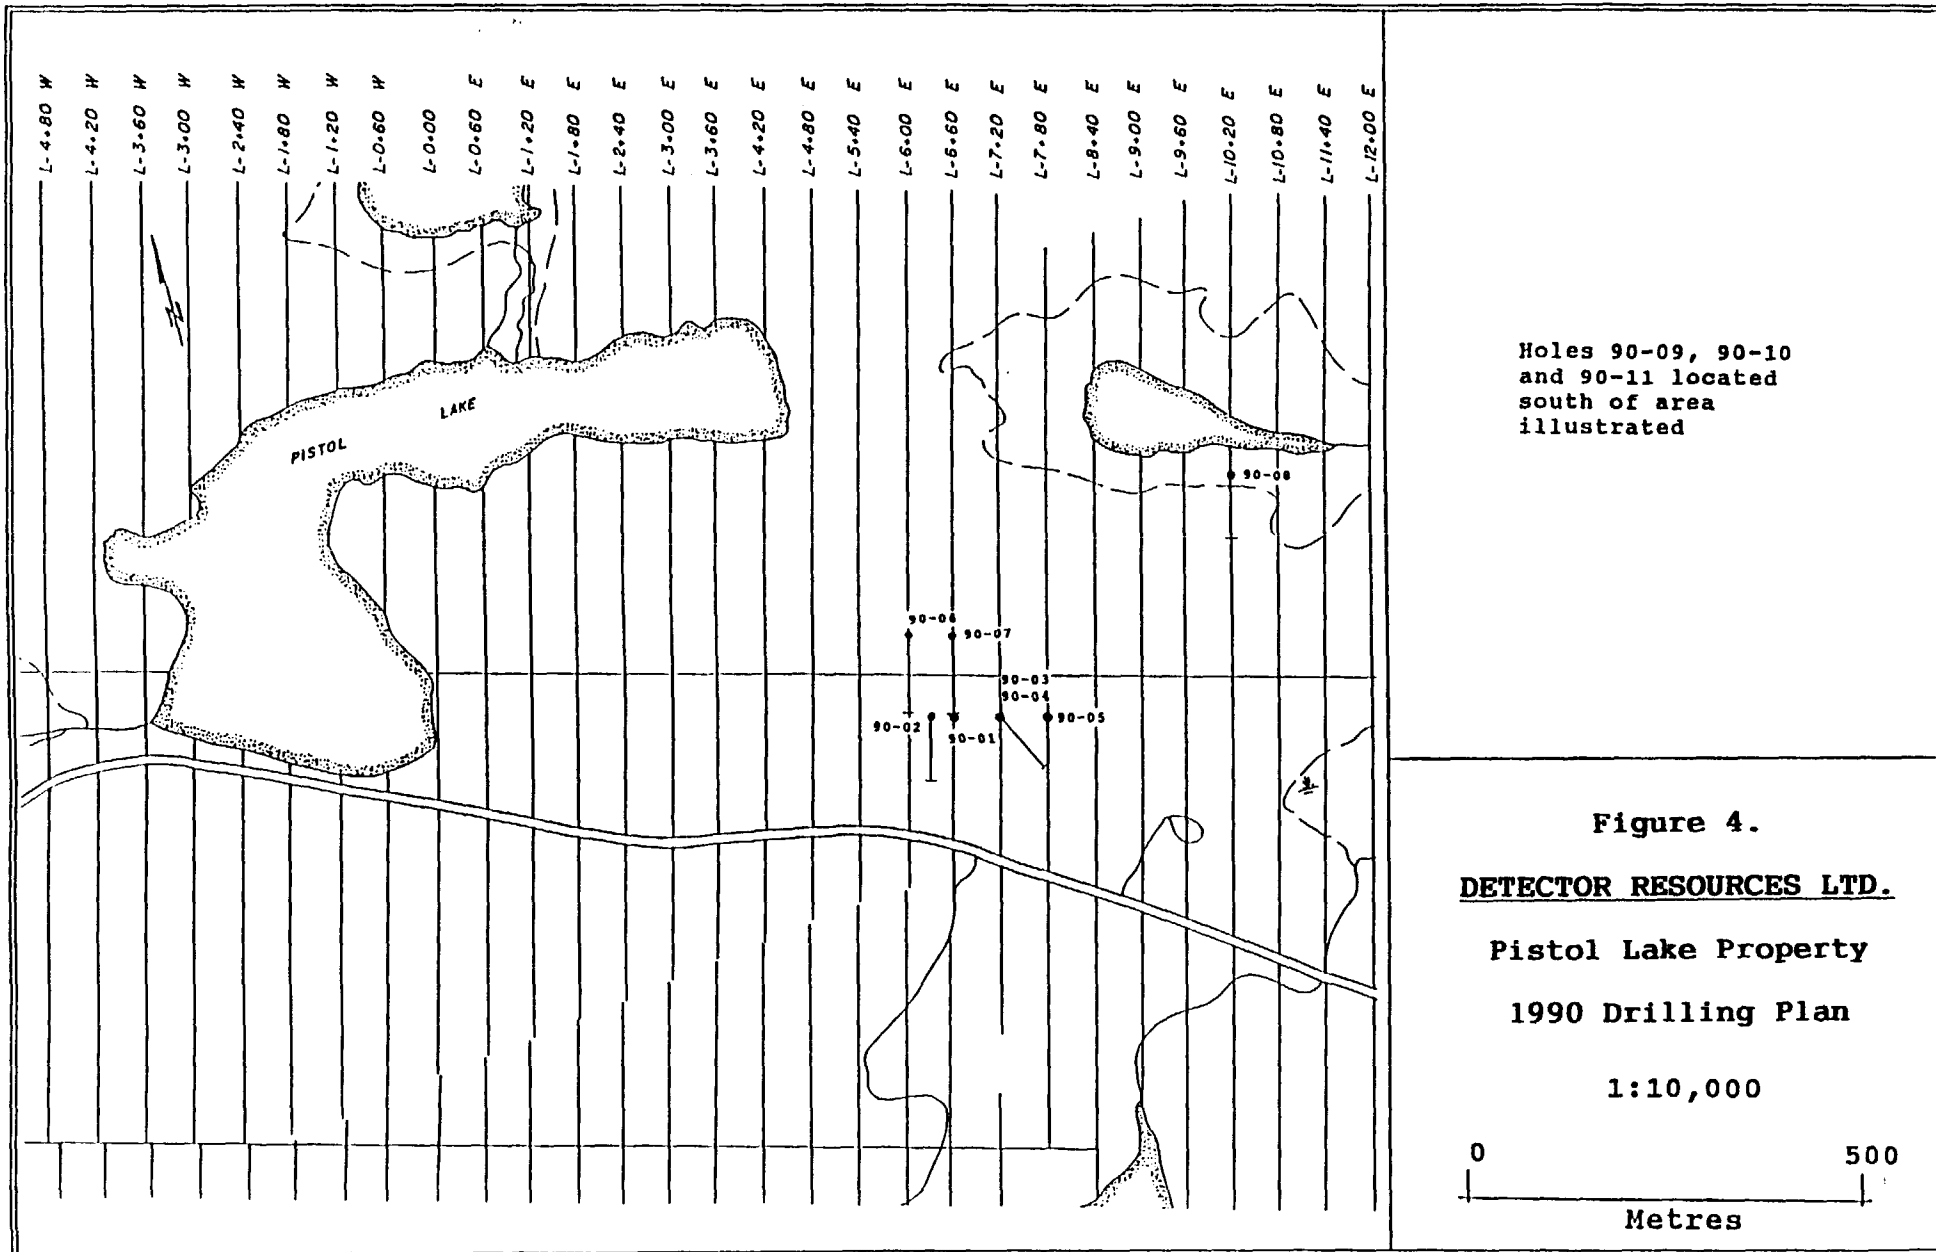 L-4+80 W
L-4+20 W
L-3+60 W
L-3+00 W
L-2+40 W
L-1+80 W
L-1+20 W
L-0+60 W
L-0+00
L-0+60 E
L-1+20 E
L-1+80 E
L-2+40 E
L-3+00 E
L-3+60 E
L-4+20 E
L-4+80 E
L-5+40 E
L-6+00 E
L-6+60 E
L-7+20 E
L-7+80 E
L-8+40 E
L-9+00 E
L-9+60 E
L-10+20 E
L-10+80 E
L-11+40 E
L-12+00 E
PISTOL LAKE
90-08
90-06
90-07
90-03
90-04
90-02
90-01
90-05
Holes 90-09, 90-10
and 90-11 located
south of area
illustrated
Figure 4.
DETECTOR RESOURCES LTD.
Pistol Lake Property
1990 Drilling Plan
1:10,000
0 500
Metres